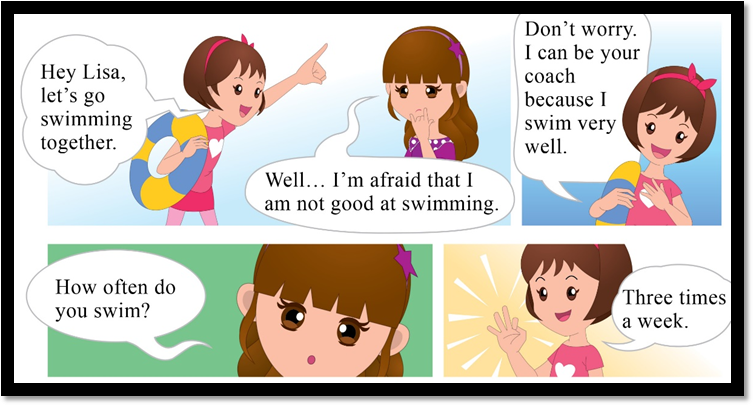 Hey Lisa,
let's go
swimming
together.
Well… I'm afraid that I
am not good at swimming.
Don't worry.
I can be your
coach
because I
swim very
well.
How often do
you swim?
Three times
a week.